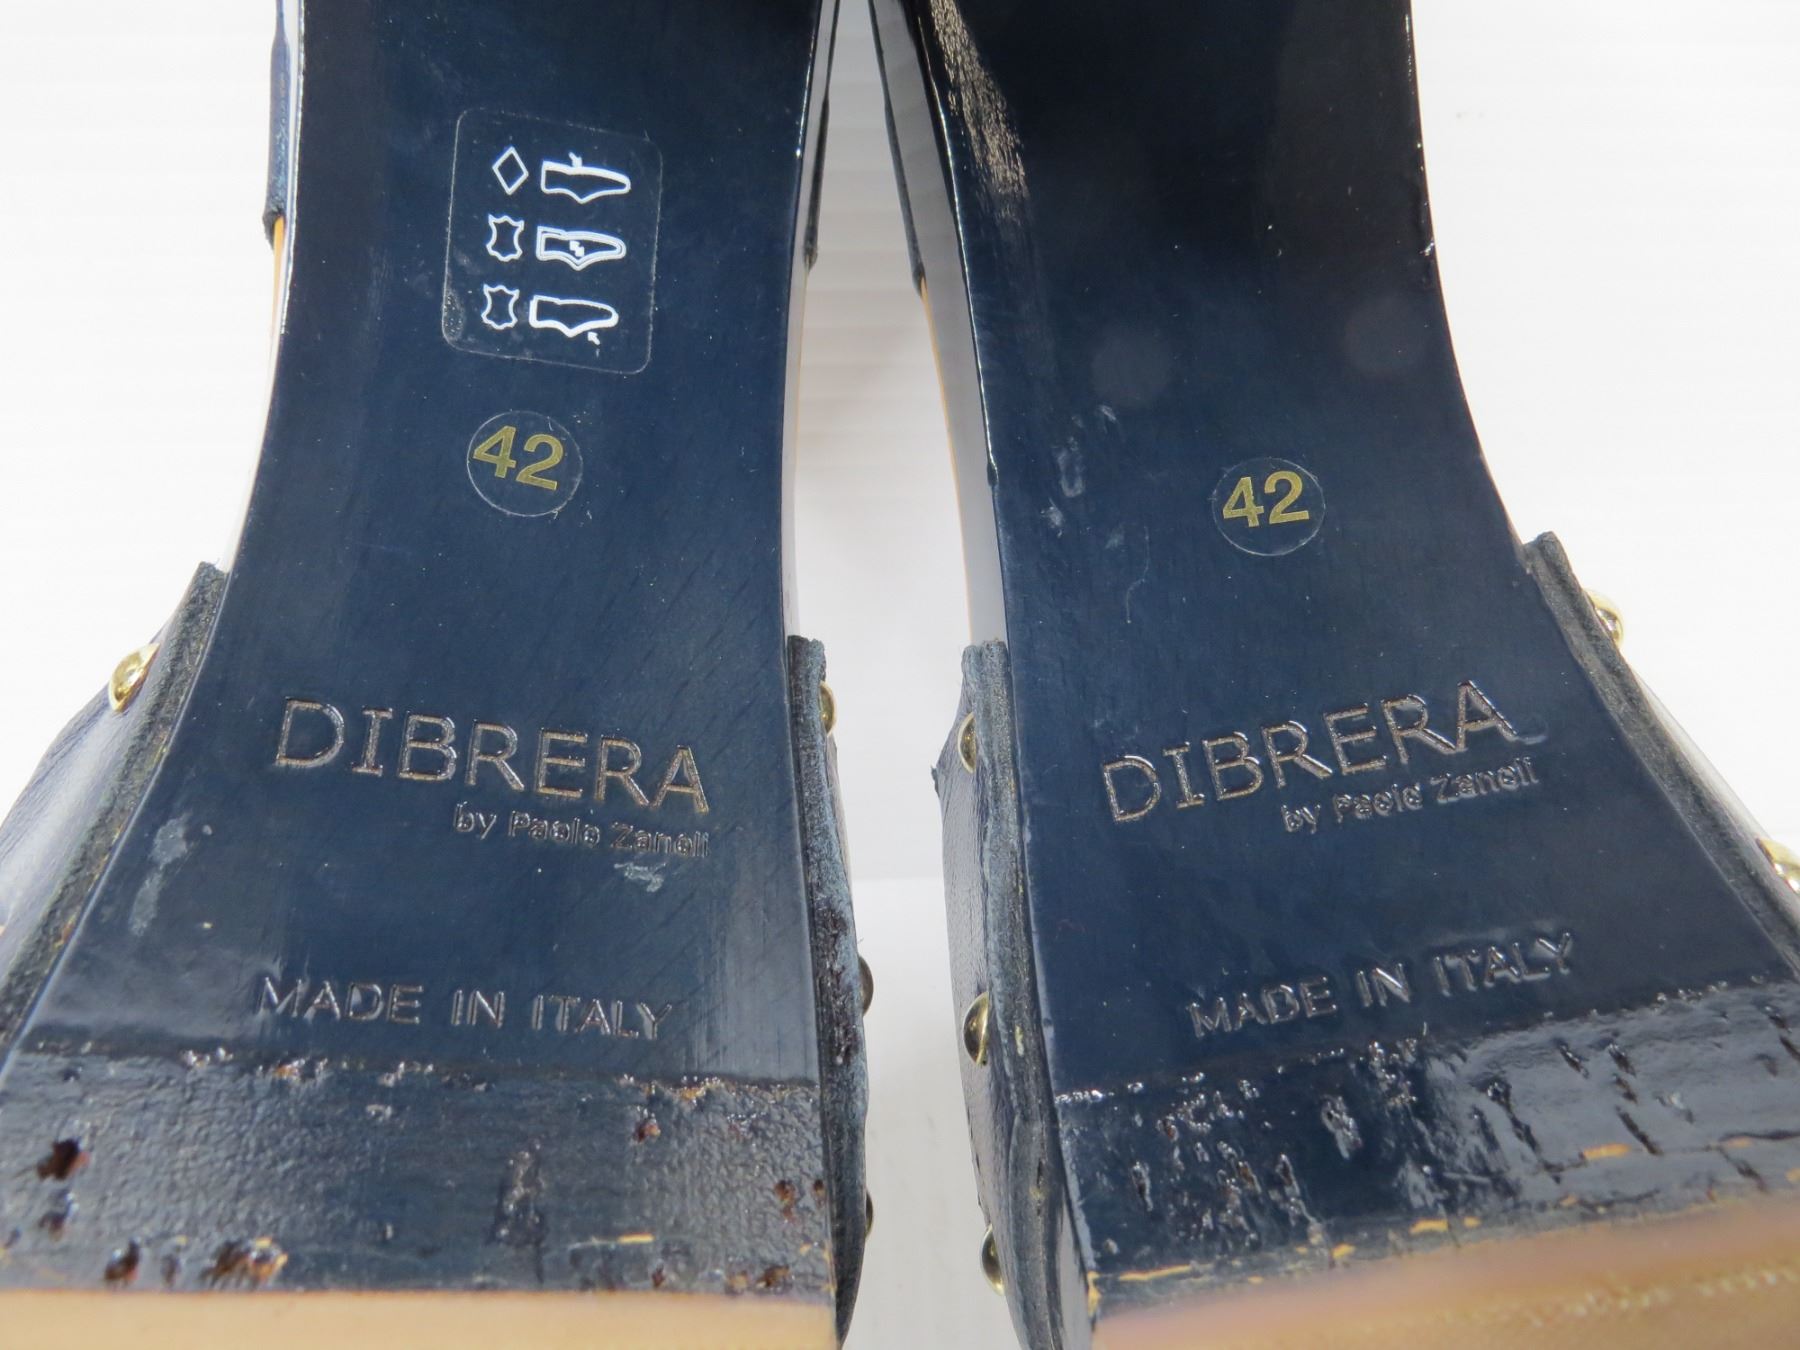 42
DIBRERA
by Paolo Zanoli
MADE IN ITALY
42
DIBRERA
by Paolo Zanoli
MADE IN ITALY